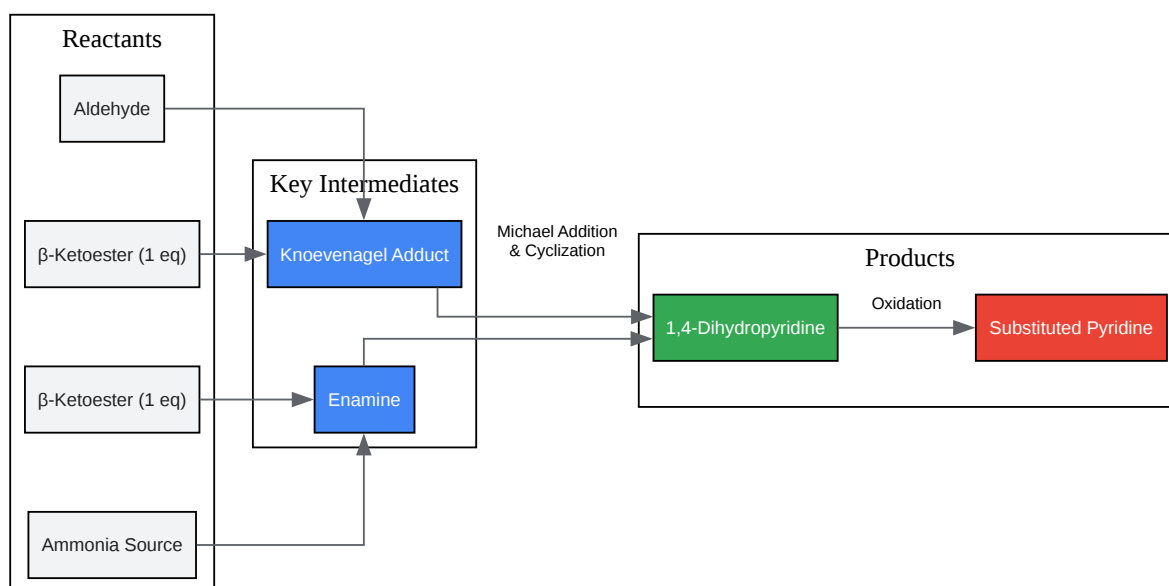 Reactants
Aldehyde
β-Ketoester (1 eq)
β-Ketoester (1 eq)
Ammonia Source
Key Intermediates
Knoevenagel Adduct
Enamine
Michael Addition
& Cyclization
Products
1,4-Dihydropyridine
Oxidation
Substituted Pyridine